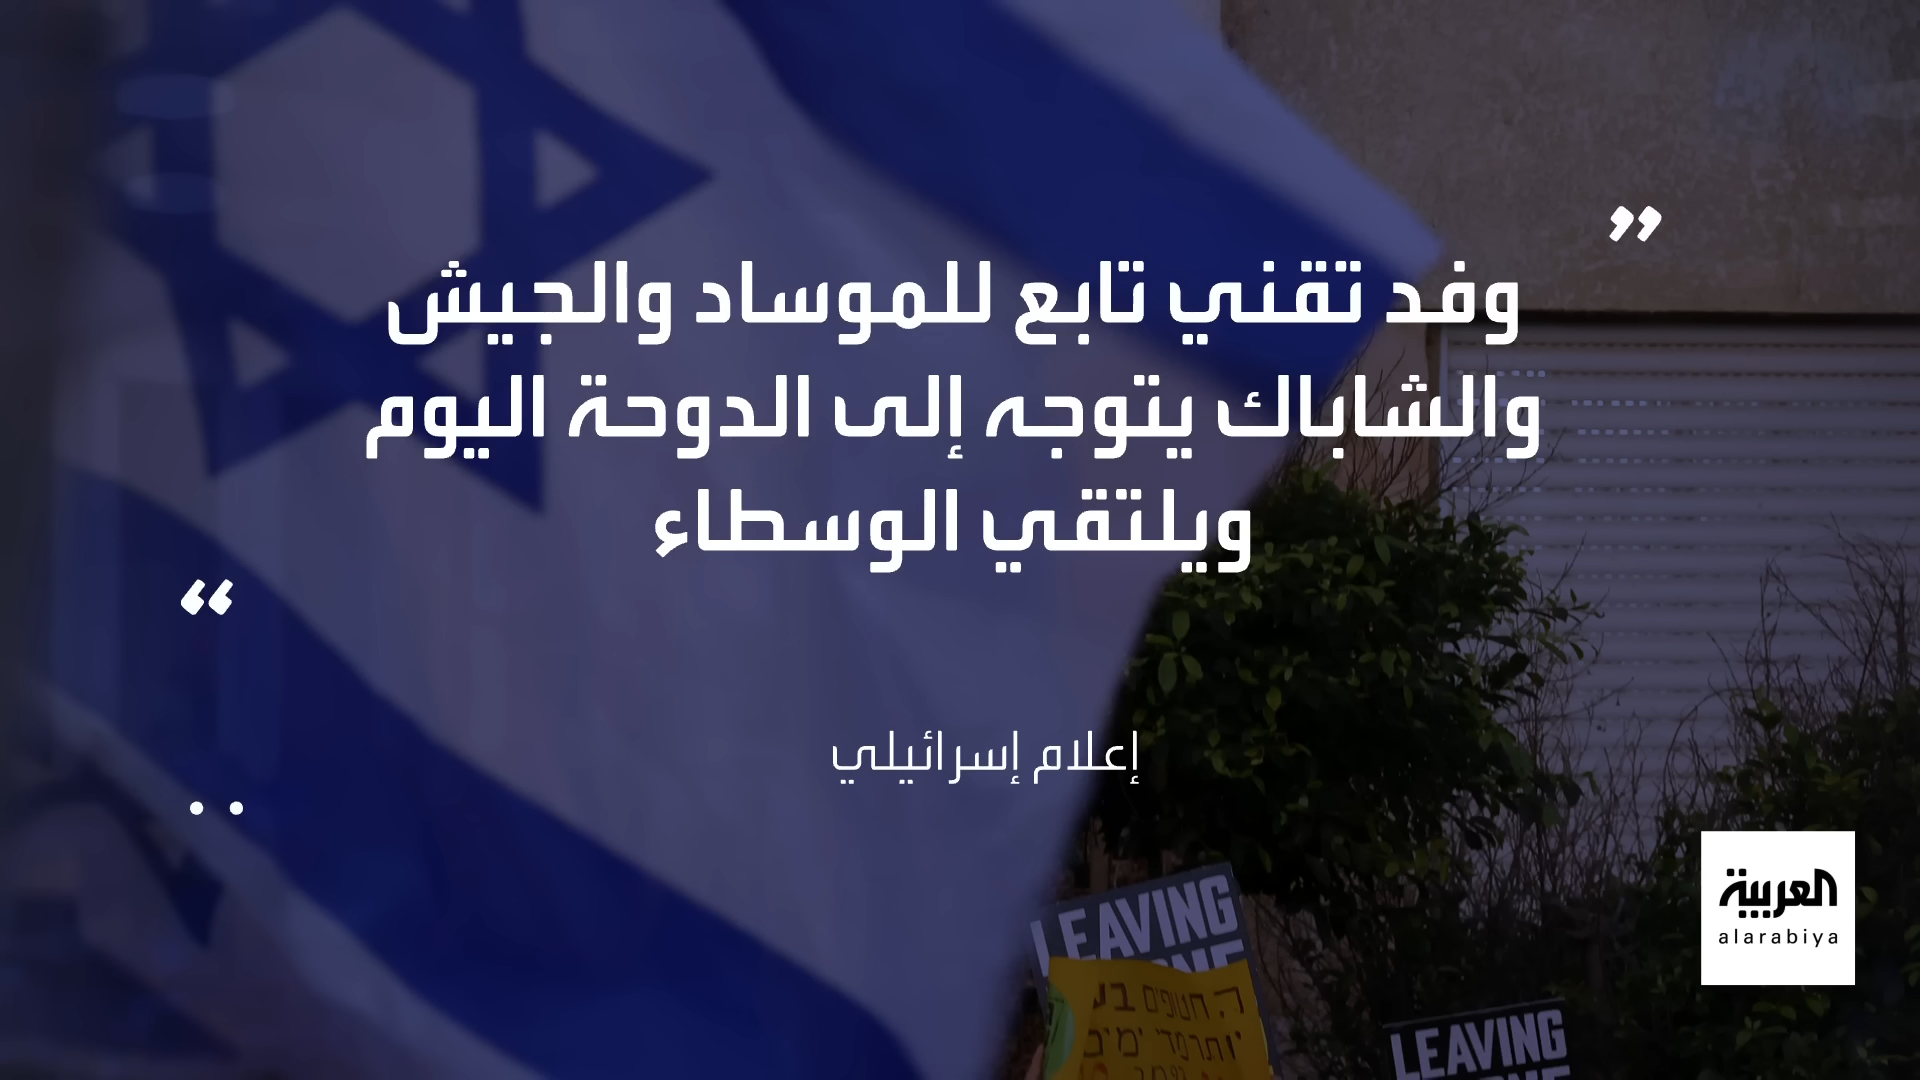 وفد تقني تابع للموساد والجيش
والشاباك يتوجه إلى الدوحة اليوم
ويلتقي الوسطاء
إعلام إسرائيلي
العربية
alarabiya
LEAVING
LEAVING